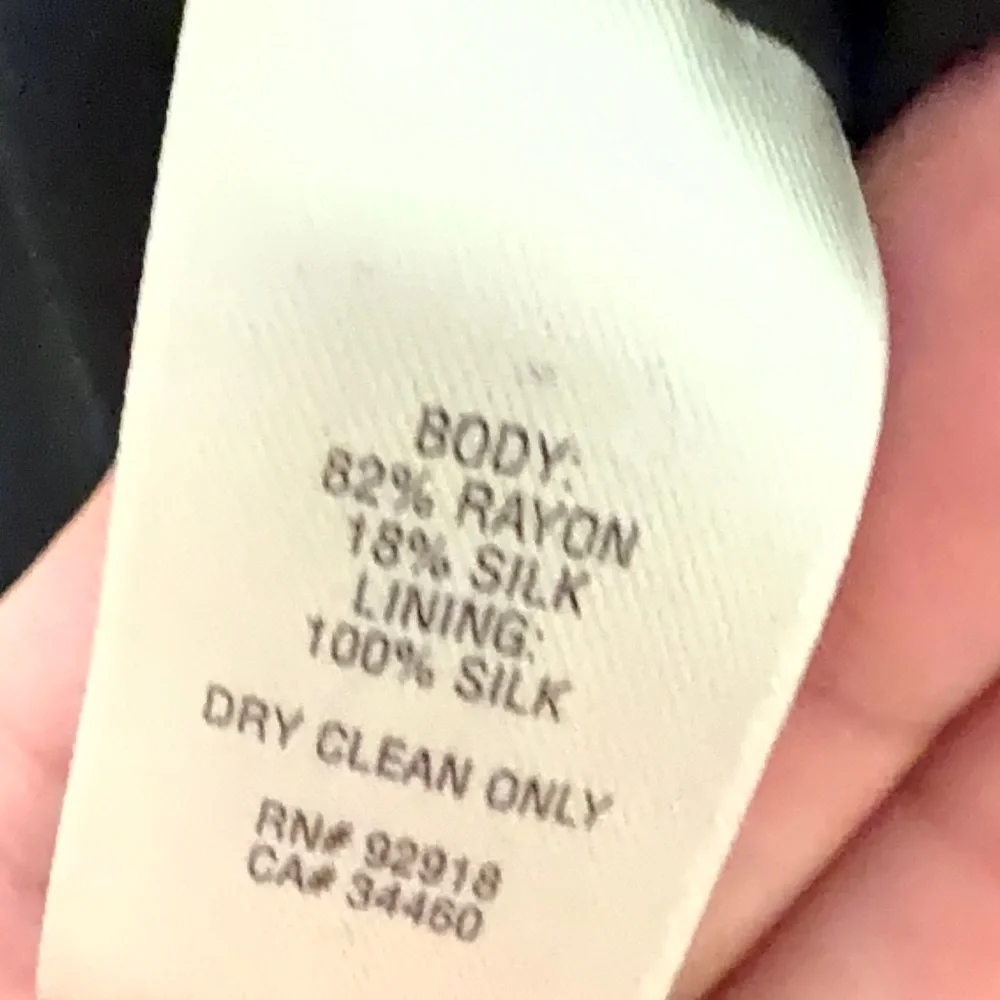 BODY:
82% RAYON
18% SILK
LINING:
100% SILK
DRY CLEAN ONLY
RN# 92918
CA# 34460